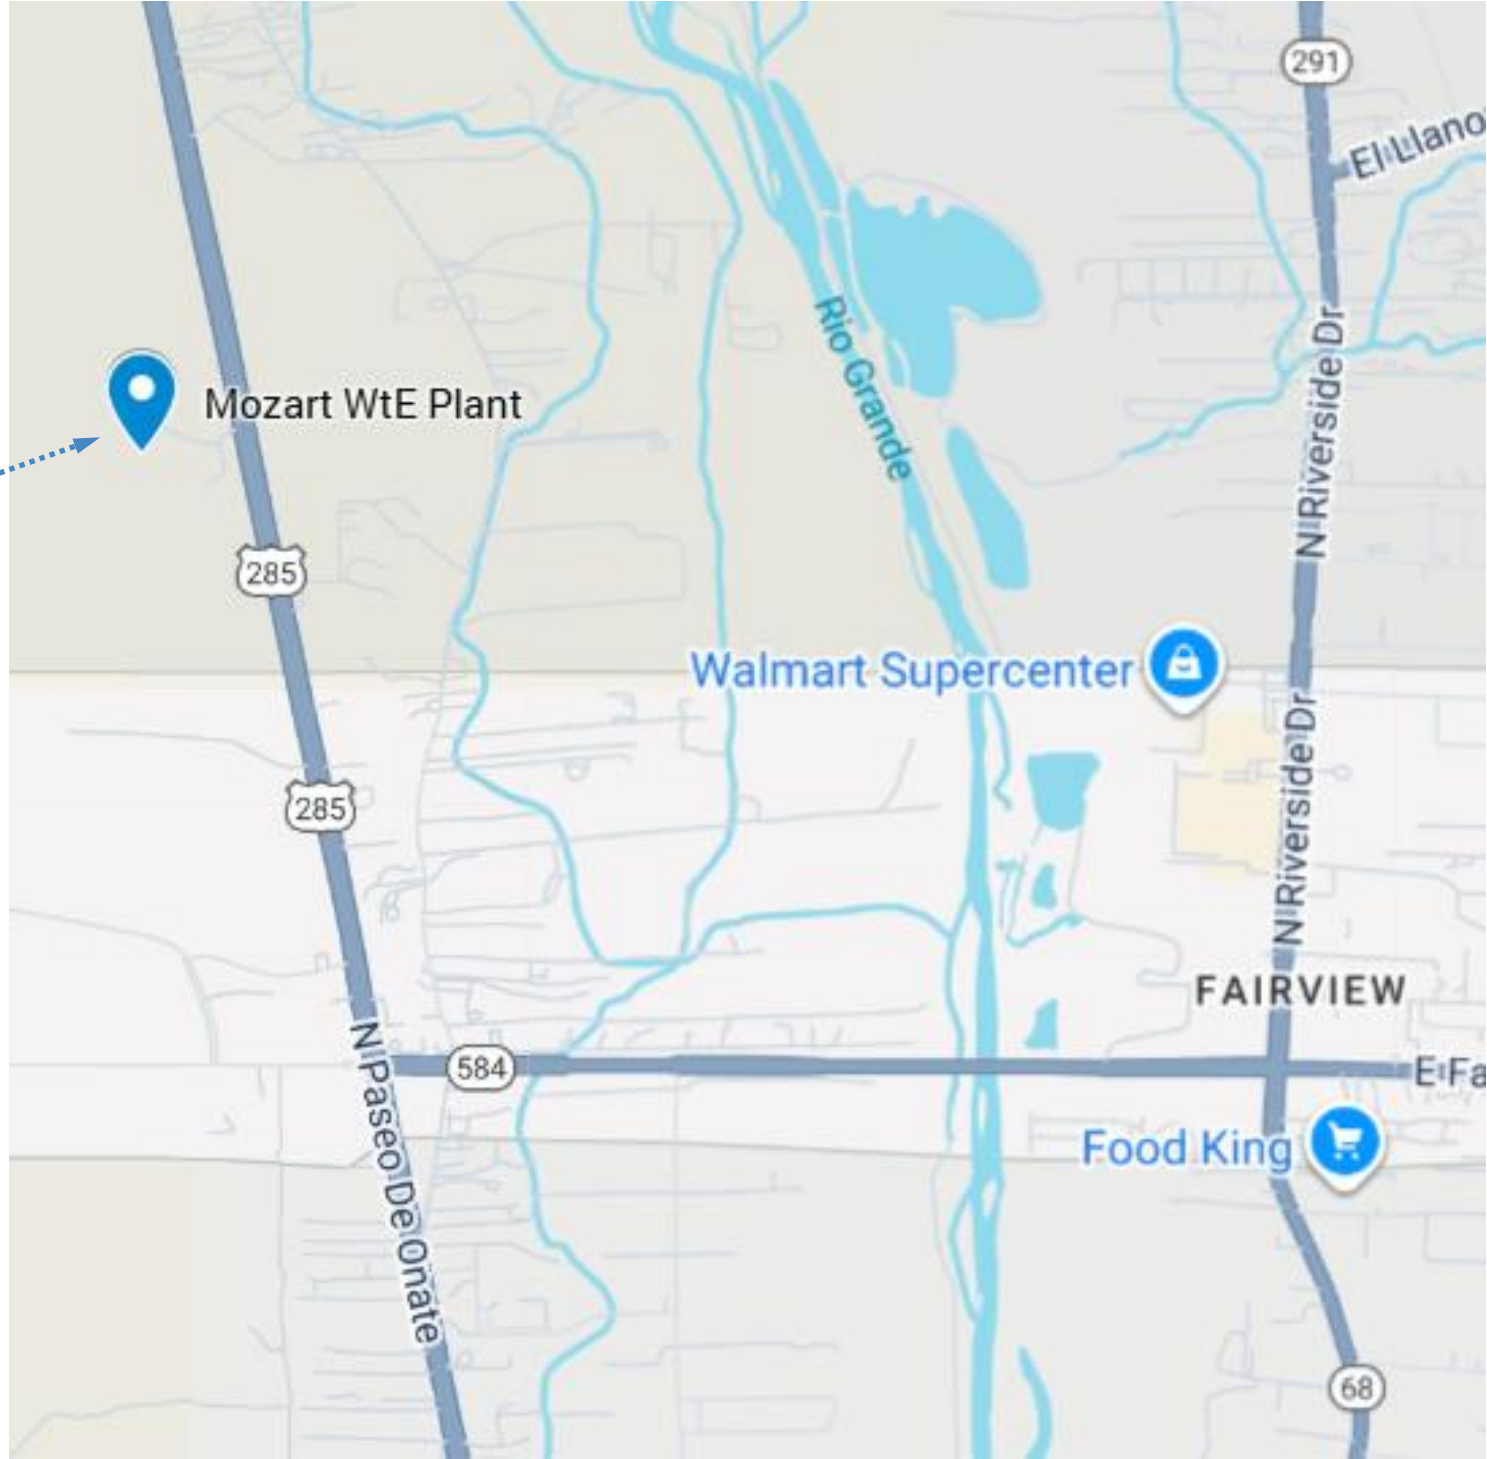 291
El Llano
Rio Grande
N Riverside Dr
Mozart WtE Plant
285
Walmart Supercenter
N Riverside Dr
285
FAIRVIEW
N Paseo De Onate
584
E Fa
Food King
68